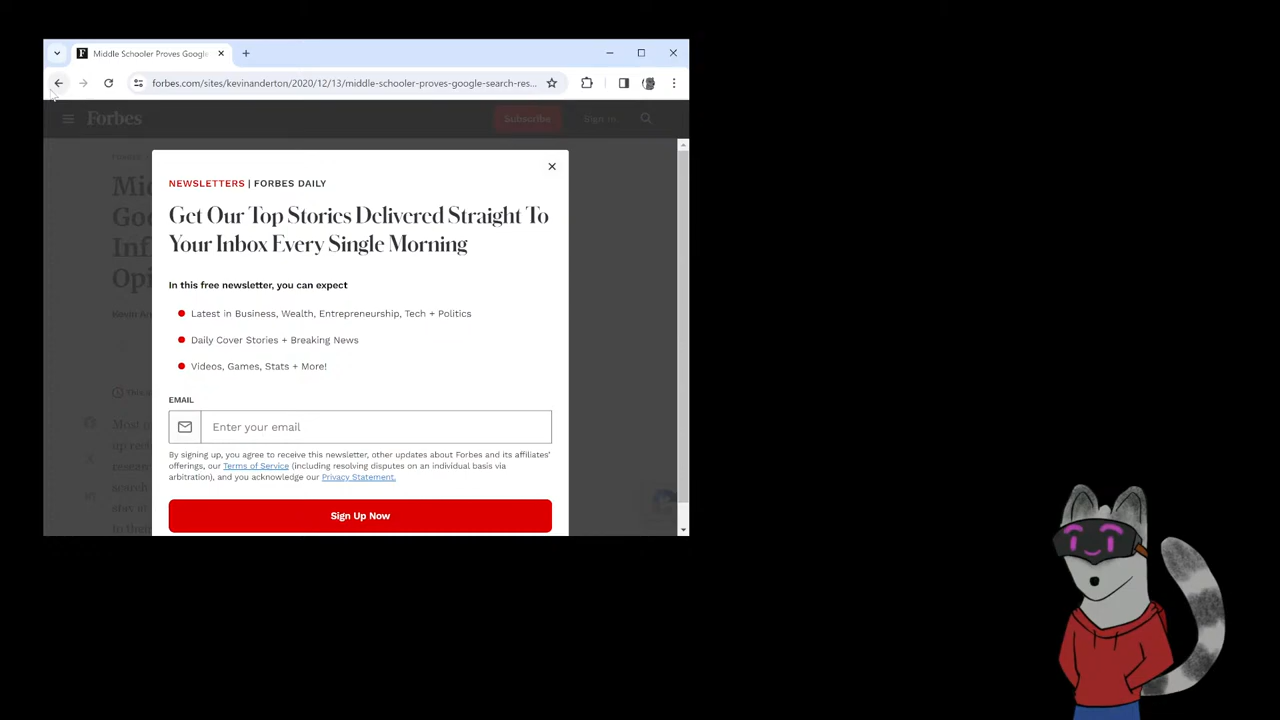 Middle Schooler Proves Google
forbes.com/sites/kevinanderton/2020/12/13/middle-schooler-proves-google-search-res...
Forbes
Subscribe
Sign In
NEWSLETTERS | FORBES DAILY
Get Our Top Stories Delivered Straight To
Your Inbox Every Single Morning
In this free newsletter, you can expect
Latest in Business, Wealth, Entrepreneurship, Tech + Politics
Daily Cover Stories + Breaking News
Videos, Games, Stats + More!
EMAIL
Enter your email
By signing up, you agree to receive this newsletter, other updates about Forbes and its affiliates'
offerings, our Terms of Service (including resolving disputes on an individual basis via
arbitration), and you acknowledge our Privacy Statement.
Sign Up Now